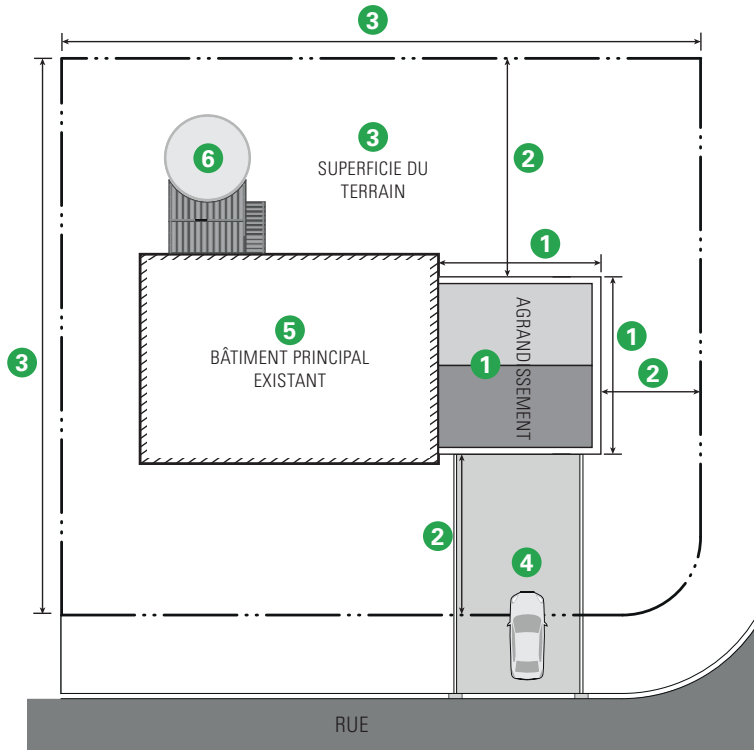 3
6
3
SUPERFICIE DU
TERRAIN
2
1
5
BÂTIMENT PRINCIPAL
EXISTANT
AGRANDISSEMENT
1
1
2
3
2
4
RUE